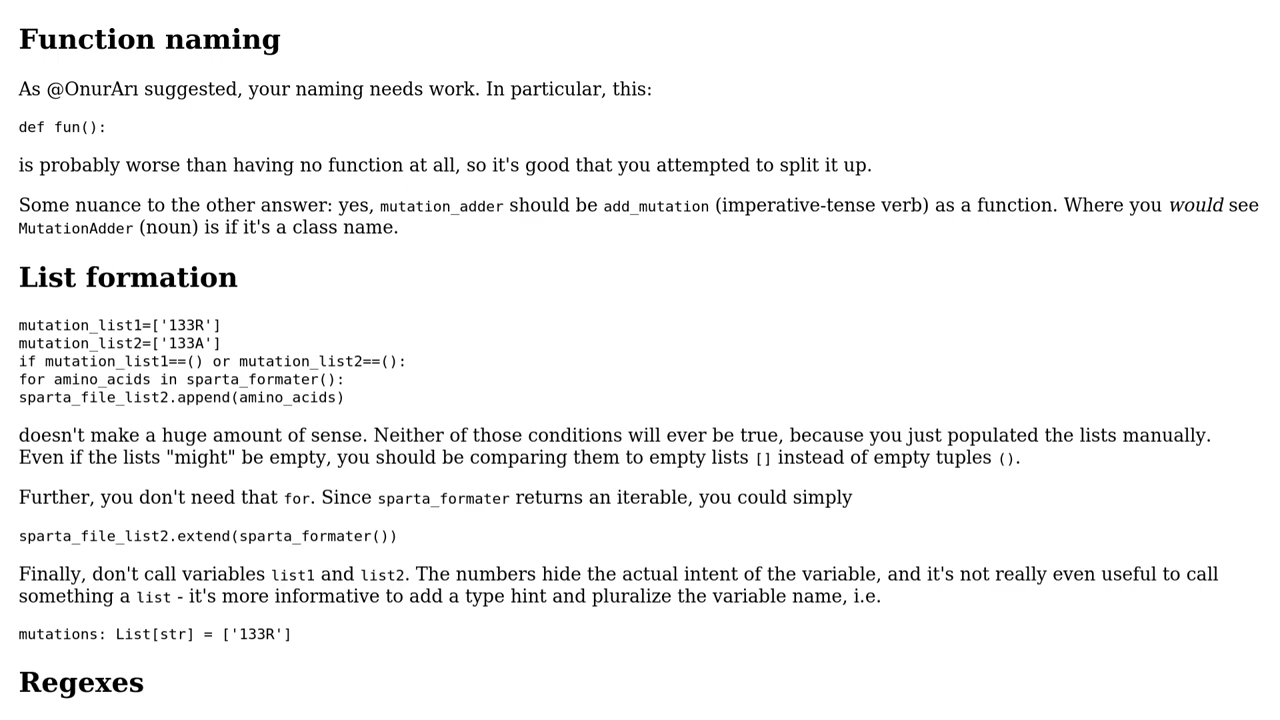 Function naming
As @OnurArı suggested, your naming needs work. In particular, this:
def fun():
is probably worse than having no function at all, so it's good that you attempted to split it up.
Some nuance to the other answer: yes, mutation_adder should be add_mutation (imperative-tense verb) as a function. Where you would see
MutationAdder (noun) is if it's a class name.
List formation
mutation_list1=['133R']
mutation_list2=['133A']
if mutation_list1==() or mutation_list2==():
for amino_acids in sparta_formater():
sparta_file_list2.append(amino_acids)
doesn't make a huge amount of sense. Neither of those conditions will ever be true, because you just populated the lists manually.
Even if the lists "might" be empty, you should be comparing them to empty lists [] instead of empty tuples ().
Further, you don't need that for. Since sparta_formater returns an iterable, you could simply
sparta_file_list2.extend(sparta_formater())
Finally, don't call variables list1 and list2. The numbers hide the actual intent of the variable, and it's not really even useful to call
something a list - it's more informative to add a type hint and pluralize the variable name, i.e.
mutations: List[str] = ['133R']
Regexes